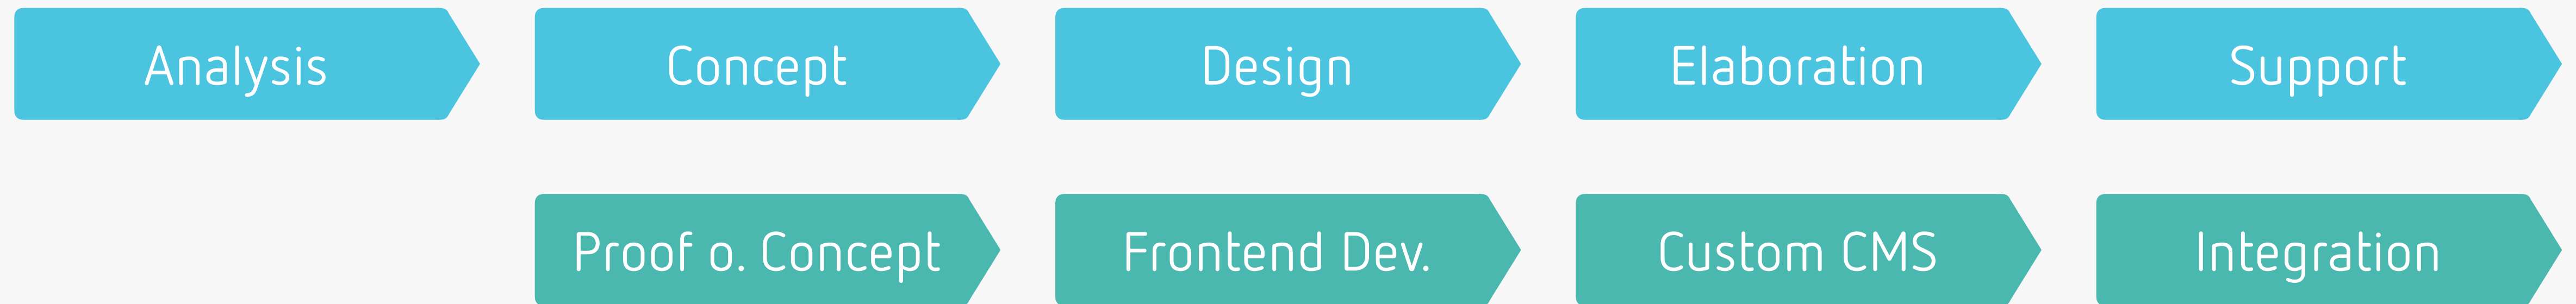 Analysis
Concept
Design
Elaboration
Support
Proof o. Concept
Frontend Dev.
Custom CMS
Integration